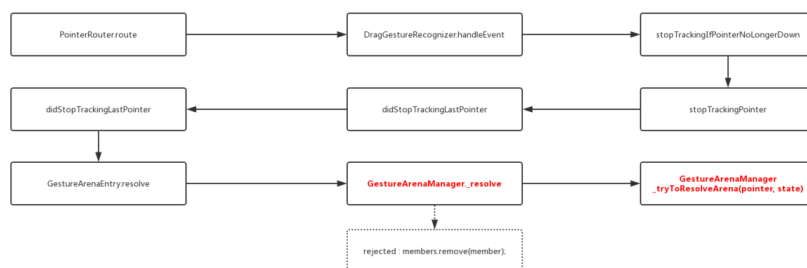 PointerRouter.route
DragGestureRecognizer.handleEvent
stopTrackingIfPointerNoLongerDown
didStopTrackingLastPointer
didStopTrackingLastPointer
stopTrackingPointer
GestureArenaEntry.resolve
GestureArenaManager._resolve
GestureArenaManager
_tryToResolveArena(pointer, state)
rejected : members.remove(member);